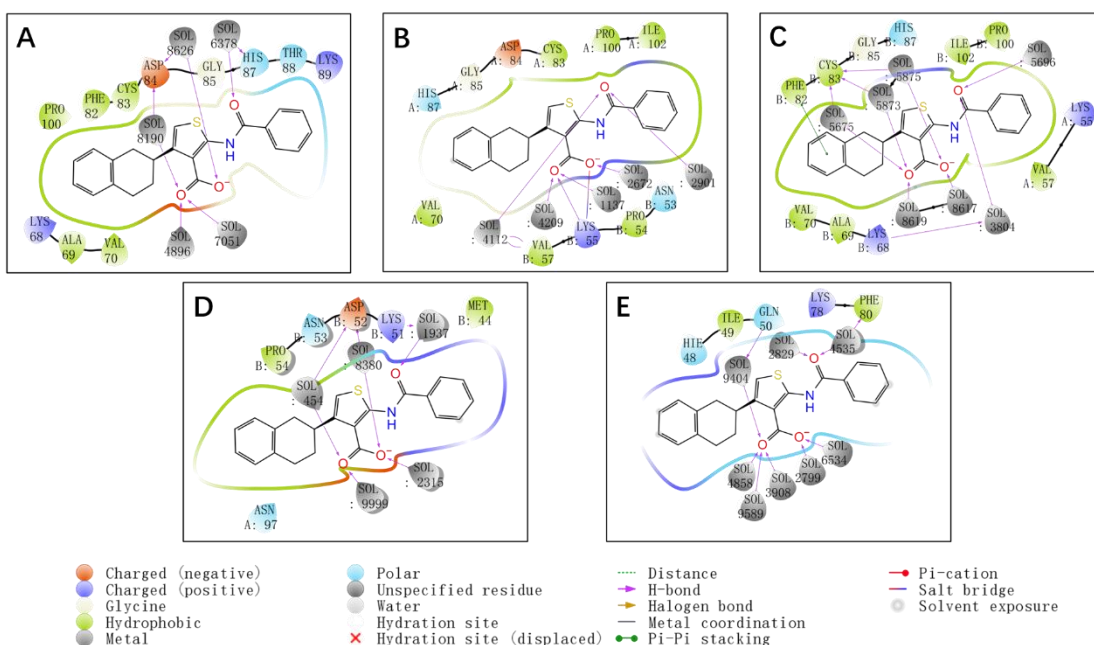 A
SOL
8626
SOL
6378
ASP
84
GLY
85
HIS
87
THR
88
LYS
89
CYS
83
PHE
82
PRO
100
SOL
8190
S
O
N
H
O
O-
LYS
68
ALA
69
VAL
70
SOL
4896
SOL
7051
B
ASP
A: 84
CYS
A: 83
PRO
A: 100
ILE
A: 102
GLY
A: 85
HIS
A: 87
S
O
NH
O
O-
SOL
: 2672
SOL
: 2901
SOL
: 1137
ASN
B: 53
SOL
: 4209
PRO
B: 54
LYS
B: 55
VAL
A: 70
SOL
: 4112
VAL
B: 57
C
GLY
B: 85
HIS
B: 87
CYS
B: 83
SOL
: 5875
ILE
B: 102
PRO
B: 100
SOL
: 5696
PHE
B: 82
SOL
: 5873
SOL
: 5675
LYS
A: 55
S
O
NH
O
O-
VAL
A: 57
VAL
B: 70
ALA
B: 69
LYS
B: 68
SOL
: 8619
SOL
: 8617
SOL
: 3804
D
ASN
B: 53
ASP
B: 52
LYS
B: 51
SOL
: 1937
MET
B: 44
PRO
B: 54
SOL
: 8380
SOL
: 454
S
O
NH
O
O-
SOL
: 2315
SOL
: 9999
ASN
A: 97
E
LYS
78
PHE
80
ILE
49
GLN
50
HIE
48
SOL
2829
SOL
4535
SOL
9404
S
O
NH
O
O-
SOL
6534
SOL
2799
SOL
4858
SOL
3908
SOL
9589
Charged (negative)
Charged (positive)
Glycine
Hydrophobic
Metal
Polar
Unspecified residue
Water
Hydration site
Hydration site (displaced)
Distance
H-bond
Halogen bond
Metal coordination
Pi-Pi stacking
Pi-cation
Salt bridge
Solvent exposure